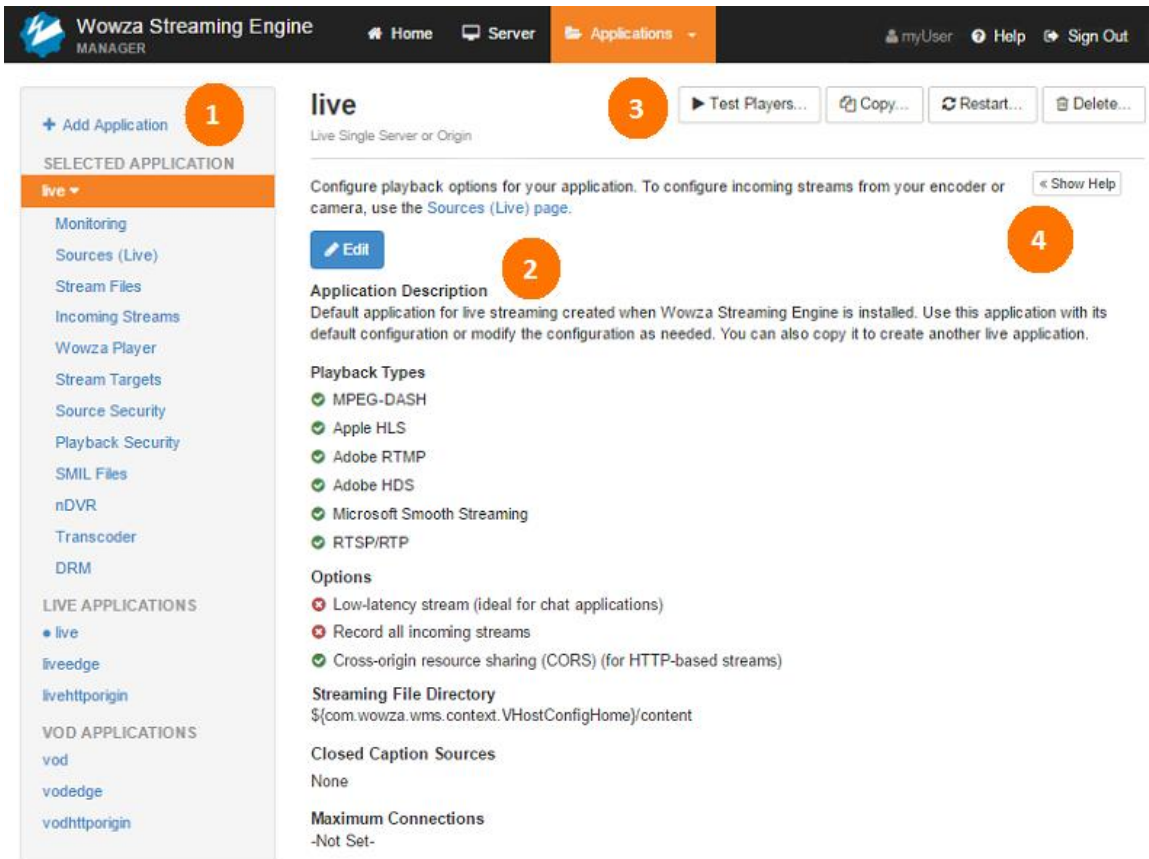 Wowza Streaming Engine
MANAGER
Home
Server
Applications
myUser
Help
Sign Out
1
+ Add Application
SELECTED APPLICATION
live
Monitoring
Sources (Live)
Stream Files
Incoming Streams
Wowza Player
Stream Targets
Source Security
Playback Security
SMIL Files
nDVR
Transcoder
DRM
LIVE APPLICATIONS
• live
liveedge
livehttporigin
VOD APPLICATIONS
vod
vodedge
vodhttporigin
live
Live Single Server or Origin
3
Test Players...
Copy...
Restart...
Delete...
Configure playback options for your application. To configure incoming streams from your encoder or
camera, use the Sources (Live) page.
« Show Help
4
Edit
2
Application Description
Default application for live streaming created when Wowza Streaming Engine is installed. Use this application with its
default configuration or modify the configuration as needed. You can also copy it to create another live application.
Playback Types
MPEG-DASH
Apple HLS
Adobe RTMP
Adobe HDS
Microsoft Smooth Streaming
RTSP/RTP
Options
Low-latency stream (ideal for chat applications)
Record all incoming streams
Cross-origin resource sharing (CORS) (for HTTP-based streams)
Streaming File Directory
${com.wowza.wms.context.VHostConfigHome}/content
Closed Caption Sources
None
Maximum Connections
-Not Set-